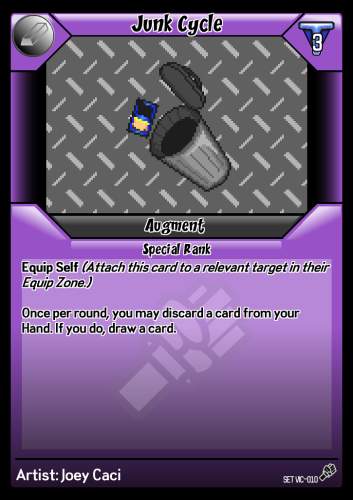 Junk Cycle
3
Augment
Special Rank
Equip Self (Attach this card to a relevant target in their
Equip Zone.)
Once per round, you may discard a card from your
Hand. If you do, draw a card.
Artist: Joey Caci
SET VIC-010